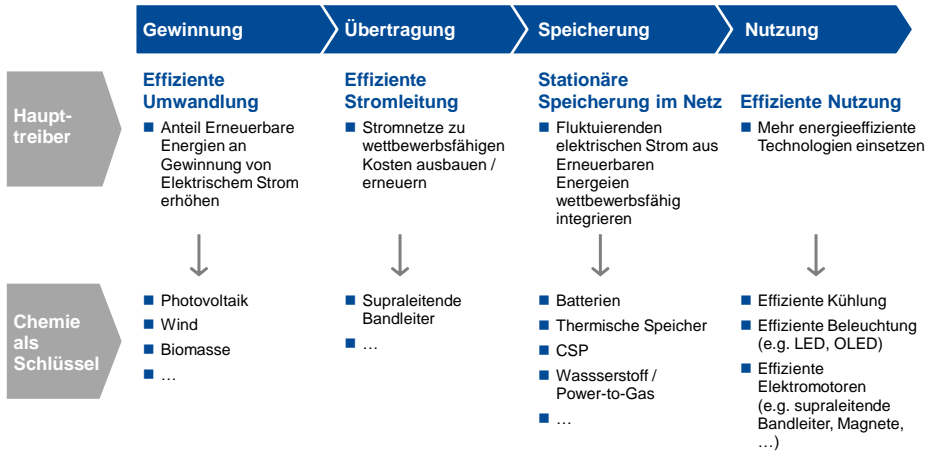 Gewinnung
Übertragung
Speicherung
Nutzung
Haupt-
treiber
Effiziente
Umwandlung
■ Anteil Erneuerbare
Energien an
Gewinnung von
Elektrischem Strom
erhöhen
Effiziente
Stromleitung
■ Stromnetze zu
wettbewerbsfähigen
Kosten ausbauen /
erneuern
Stationäre
Speicherung im Netz
■ Fluktuierenden
elektrischen Strom aus
Erneuerbaren
Energeien
wettbewerbsfähig
integrieren
Effiziente Nutzung
■ Mehr energieeffiziente
Technologien einsetzen
Chemie
als
Schlüssel
■ Photovoltaik
■ Wind
■ Biomasse
■ …
■ Supraleitende
Bandleiter
■ …
■ Batterien
■ Thermische Speicher
■ CSP
■ Wassserstoff /
Power-to-Gas
■ …
■ Effiziente Kühlung
■ Effiziente Beleuchtung
(e.g. LED, OLED)
■ Effiziente
Elektromotoren
(e.g. supraleitende
Bandleiter, Magnete,
…)